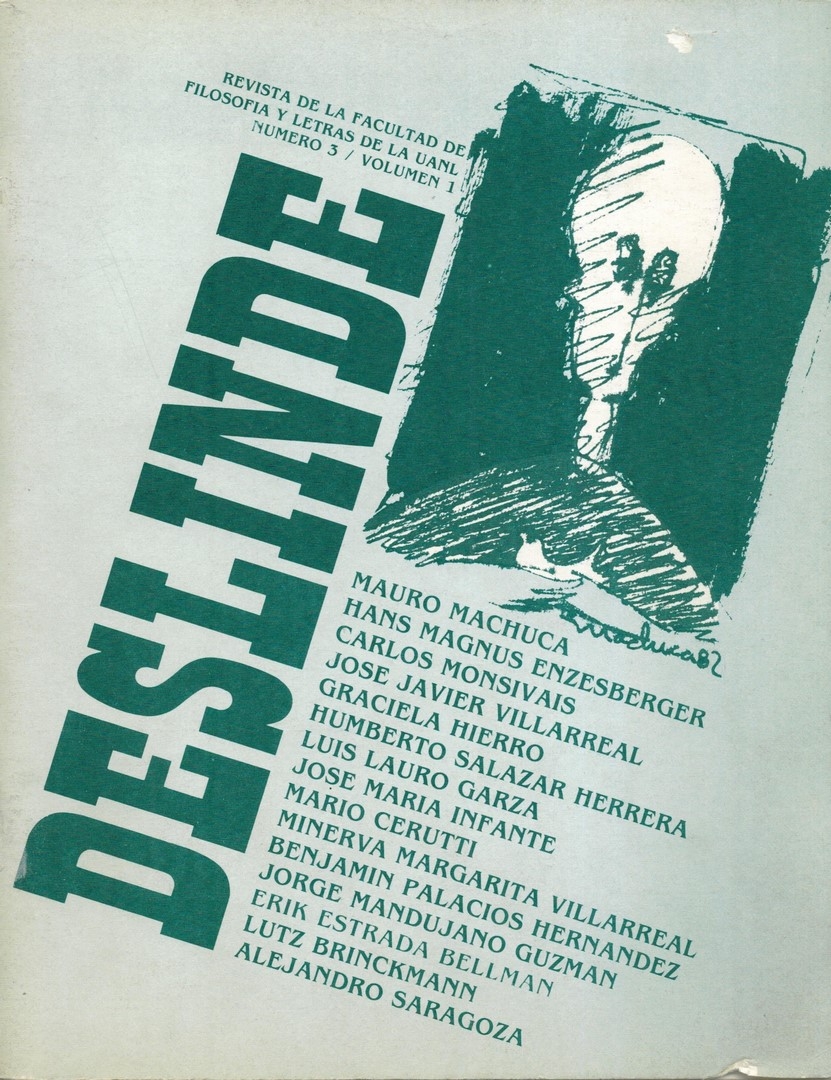 REVISTA DE LA FACULTAD DE
FILOSOFIA Y LETRAS DE LA UANL
NUMERO 3 / VOLUMEN 1
DESLINDE
machuca 82
MAURO MACHUCA
HANS MAGNUS ENZESBERGER
CARLOS MONSIVAIS
JOSE JAVIER VILLARREAL
GRACIELA HIERRO
HUMBERTO SALAZAR HERRERA
LUIS LAURO GARZA
JOSE MARIA INFANTE
MARIO CERUTTI
MINERVA MARGARITA VILLARREAL
BENJAMIN PALACIOS HERNANDEZ
JORGE MANDUJANO GUZMAN
ERIK ESTRADA BELLMAN
LUTZ BRINCKMANN
ALEJANDRO SARAGOZA